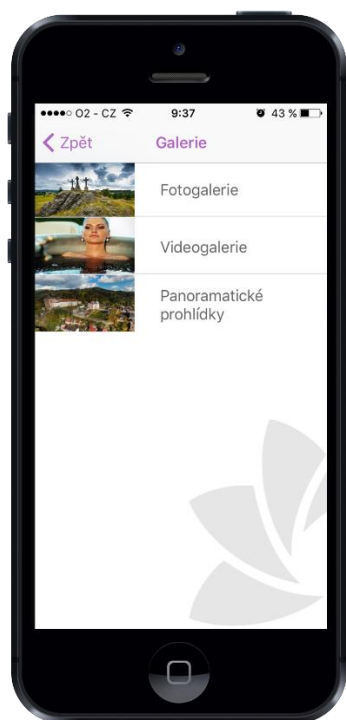 O2 - CZ 9:37 43 %
Zpět Galerie
Fotogalerie
Videogalerie
Panoramatické
prohlídky